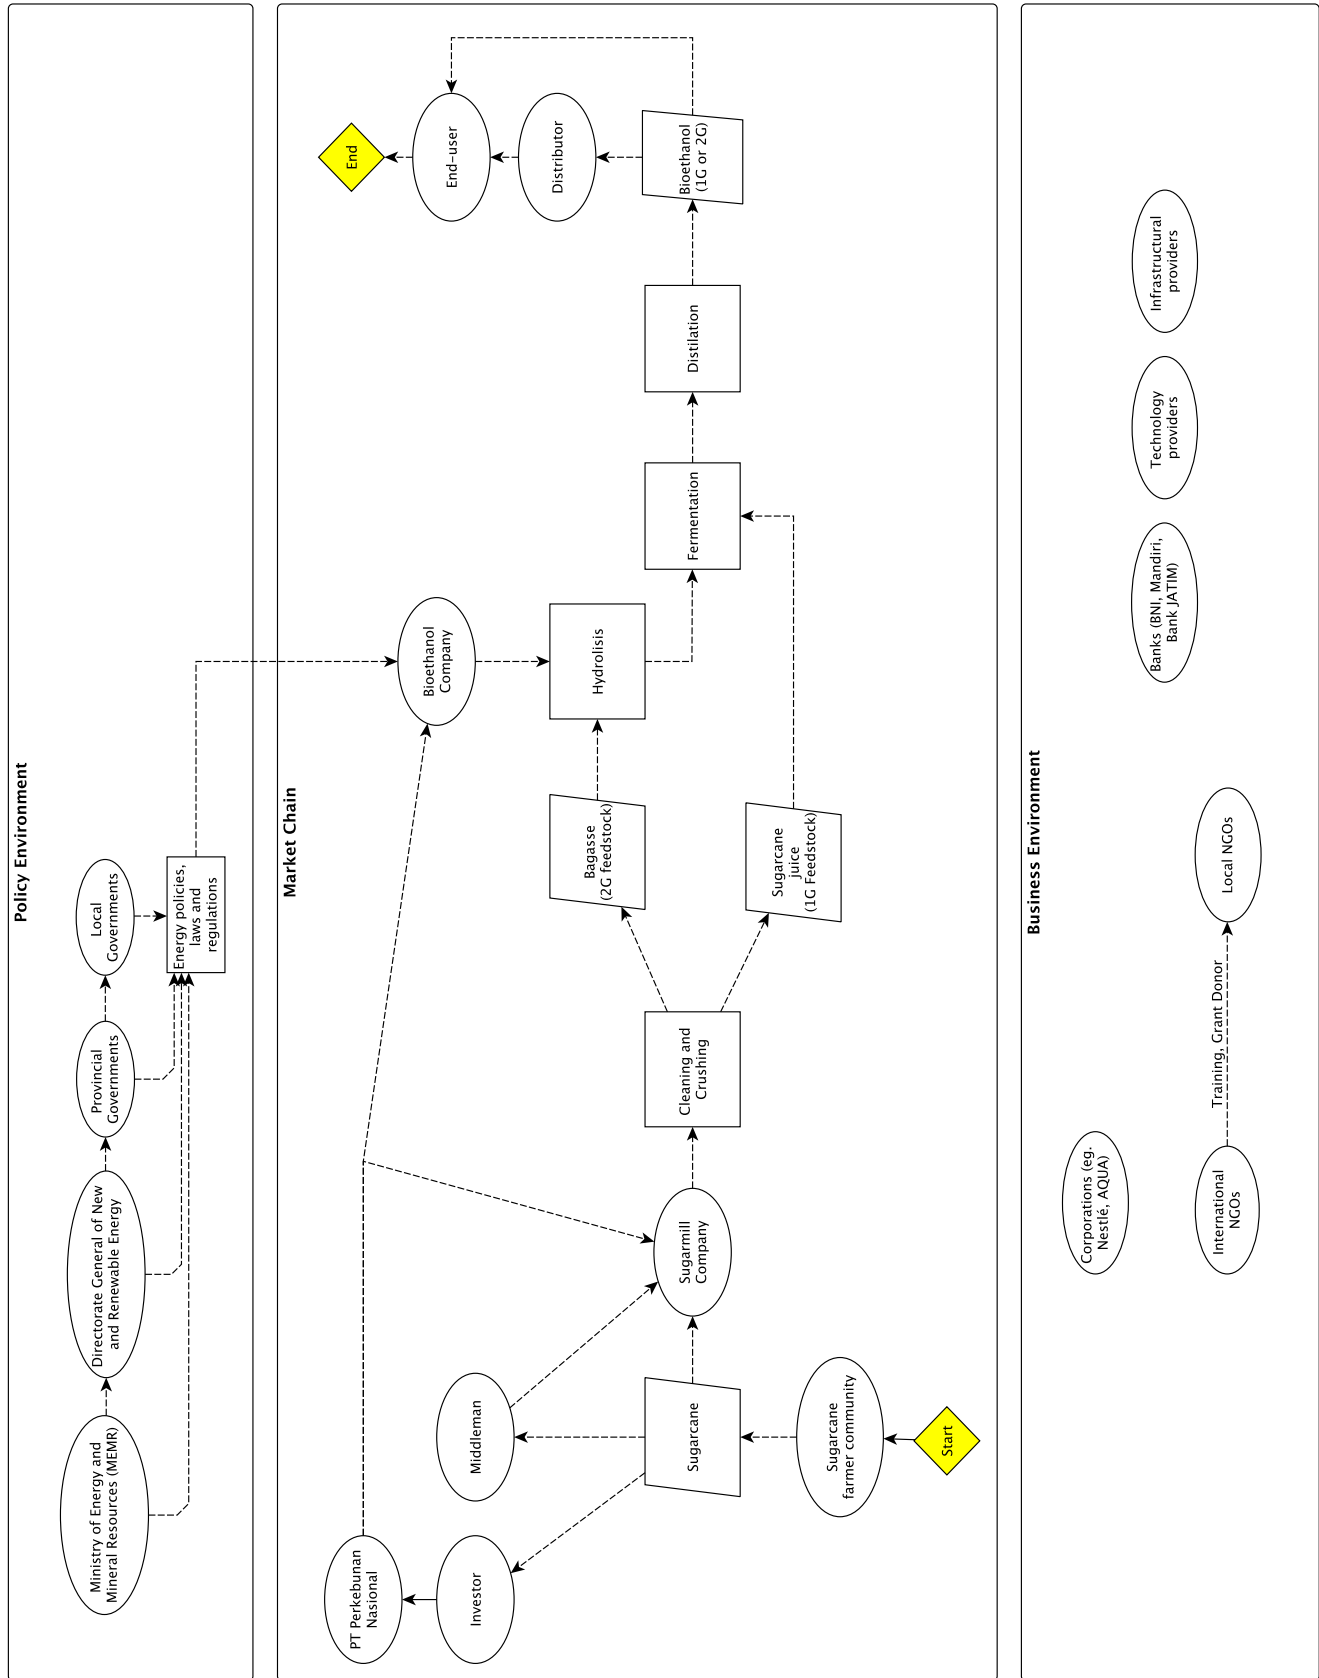 Policy Environment
Ministry of Energy and
Mineral Resources (MEMR)
Directorate General of New
and Renewable Energy
Provincial
Governments
Local
Governments
Energy policies,
laws and
regulations
Market Chain
PT Perkebunan
Nasional
Investor
Middleman
Sugarcane
Sugarcane
farmer community
Start
Sugarmill
Company
Cleaning and
Crushing
Bagasse
(2G feedstock)
Sugarcane
juice
(1G Feedstock)
Bioethanol
Company
Hydrolisis
Fermentation
Distilation
Bioethanol
(1G or 2G)
Distributor
End-user
End
Business Environment
Corporations (eg.
Nestlé, AQUA)
International
NGOs
Training, Grant Donor
Local NGOs
Banks (BNI, Mandiri,
Bank JATIM)
Technology
providers
Infrastructural
providers